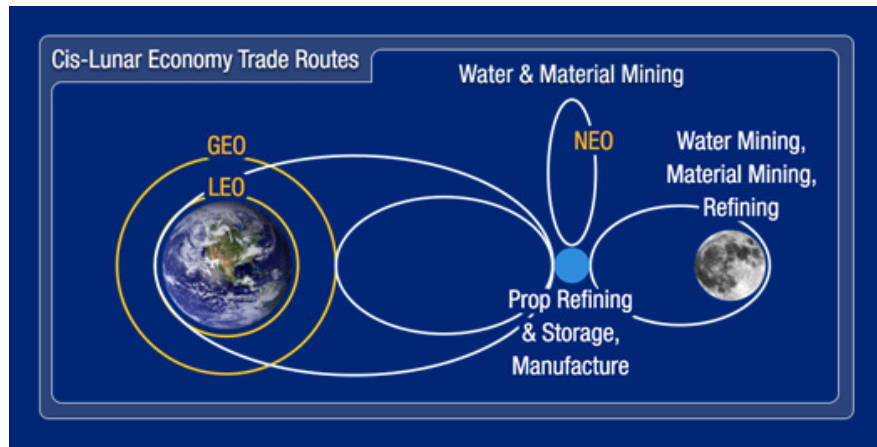 Cis-Lunar Economy Trade Routes
Water & Material Mining
GEO
NEO
Water Mining,
Material Mining,
Refining
LEO
Prop Refining
& Storage,
Manufacture